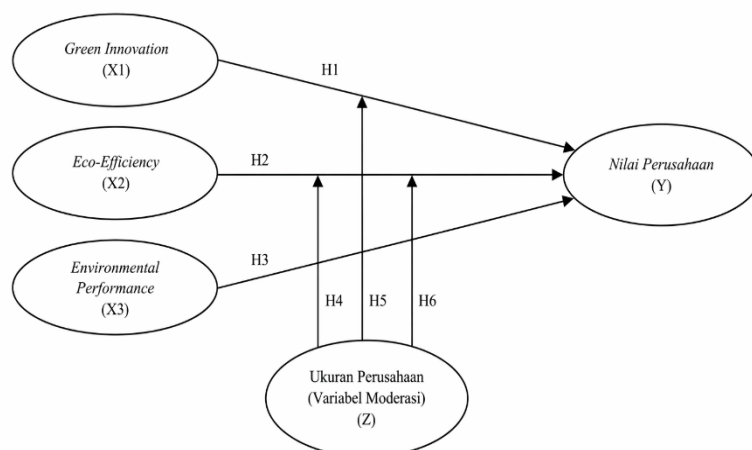 Green Innovation
(X1)
H1
Eco-Efficiency
(X2)
H2
Nilai Perusahaan
(Y)
Environmental
Performance
(X3)
H3
H4
H5
H6
Ukuran Perusahaan
(Variabel Moderasi)
(Z)